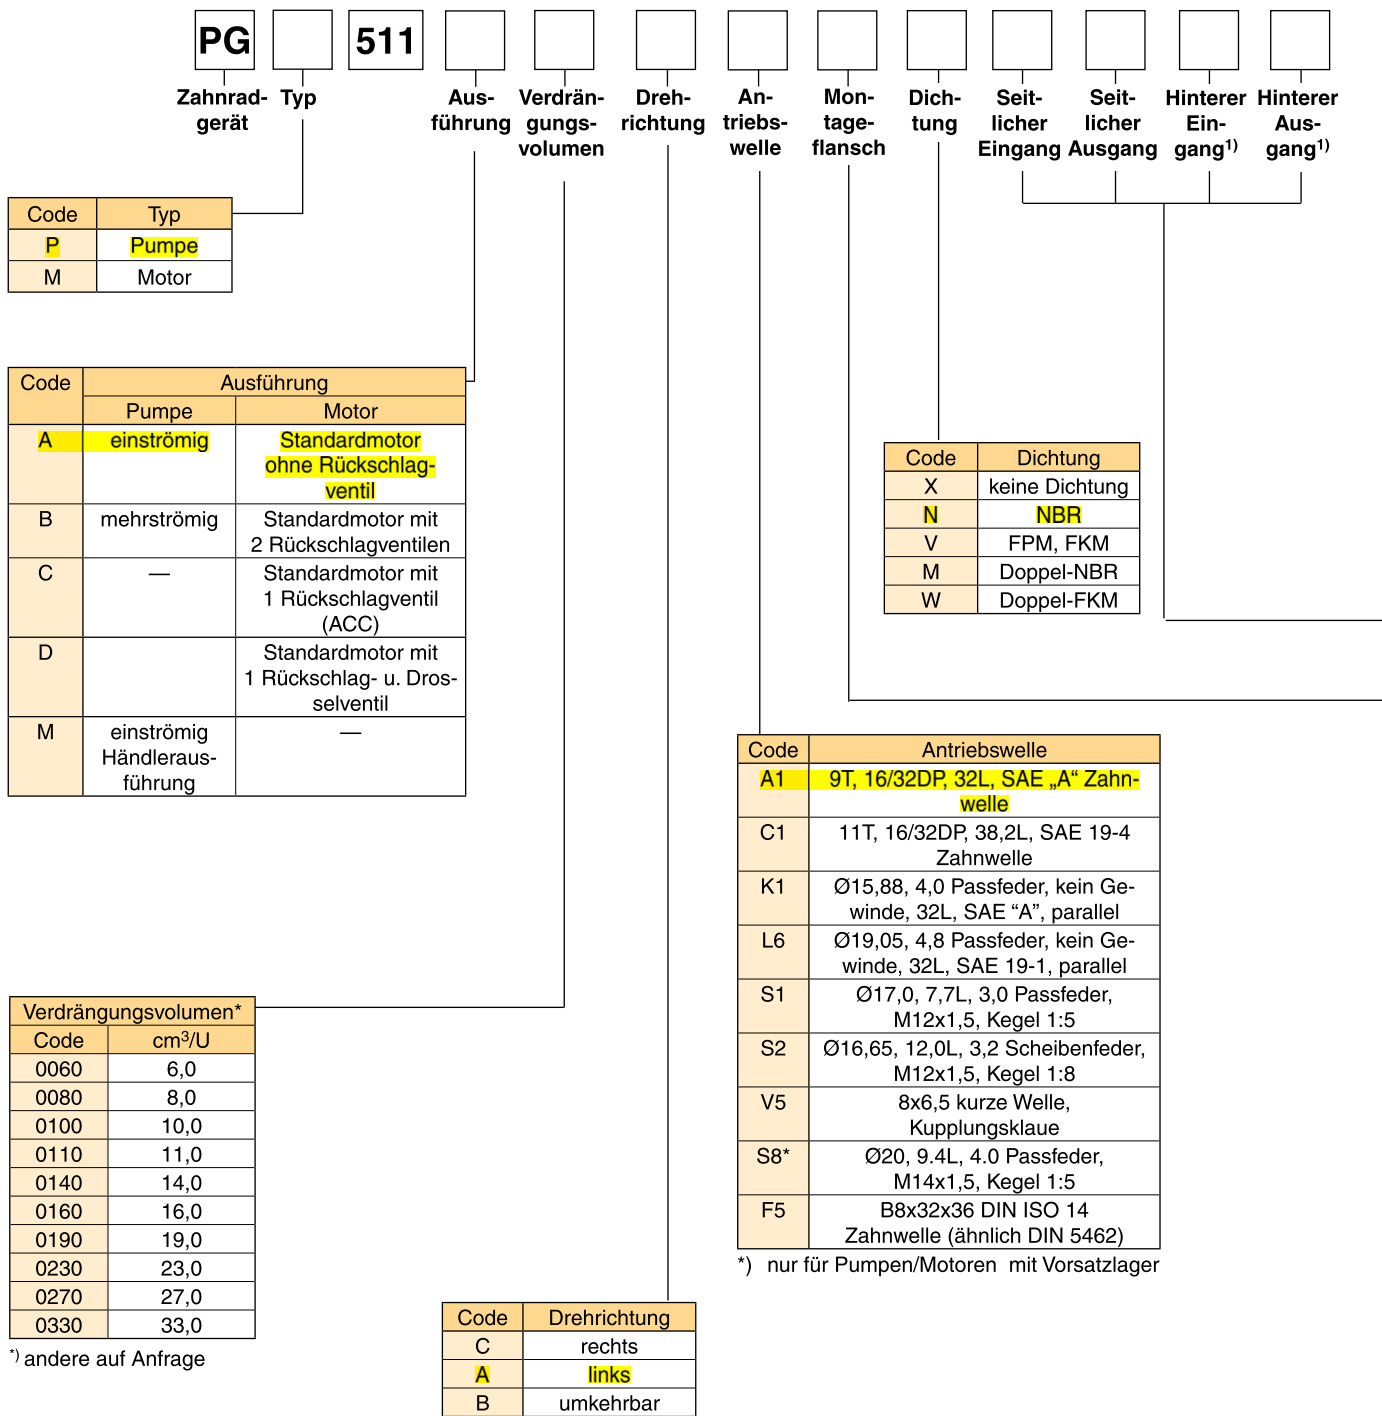 PG 511
Zahnrad- Typ Aus- Verdrän- Dreh- An- Mon- Dich- Seit- Seit- Hinterer Hinterer
gerät führung gungs- richtung triebs- tage- tung licher licher Ein- Aus-
volumen welle flansch Eingang Ausgang gang1) gang1)
Code Typ
P Pumpe
M Motor
Code Ausführung
Pumpe Motor
A einströmig Standardmotor
ohne Rückschlag-
ventil
B mehrströmig Standardmotor mit
2 Rückschlagventilen
C — Standardmotor mit
1 Rückschlagventil
(ACC)
D Standardmotor mit
1 Rückschlag- u. Dros-
selventil
M einströmig —
Händleraus-
führung
Code Dichtung
X keine Dichtung
N NBR
V FPM, FKM
M Doppel-NBR
W Doppel-FKM
Code Antriebswelle
A1 9T, 16/32DP, 32L, SAE „A“ Zahn-
welle
C1 11T, 16/32DP, 38,2L, SAE 19-4
Zahnwelle
K1 Ø15,88, 4,0 Passfeder, kein Ge-
winde, 32L, SAE “A”, parallel
L6 Ø19,05, 4,8 Passfeder, kein Ge-
winde, 32L, SAE 19-1, parallel
S1 Ø17,0, 7,7L, 3,0 Passfeder,
M12x1,5, Kegel 1:5
S2 Ø16,65, 12,0L, 3,2 Scheibenfeder,
M12x1,5, Kegel 1:8
V5 8x6,5 kurze Welle,
Kupplungsklaue
S8* Ø20, 9.4L, 4.0 Passfeder,
M14x1,5, Kegel 1:5
F5 B8x32x36 DIN ISO 14
Zahnwelle (ähnlich DIN 5462)
*) nur für Pumpen/Motoren mit Vorsatzlager
Verdrängungsvolumen*
Code cm³/U
0060 6,0
0080 8,0
0100 10,0
0110 11,0
0140 14,0
0160 16,0
0190 19,0
0230 23,0
0270 27,0
0330 33,0
*) andere auf Anfrage
Code Drehrichtung
C rechts
A links
B umkehrbar